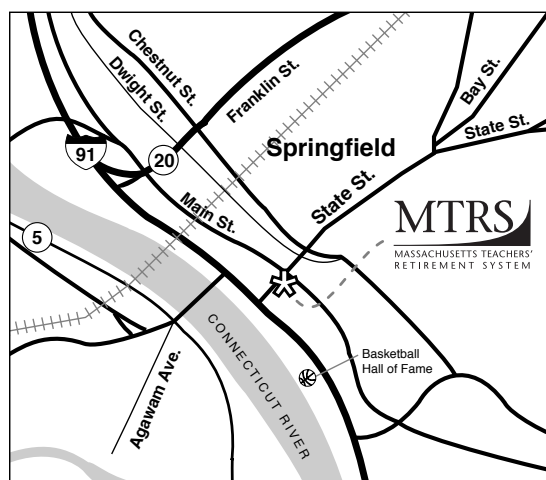 Chestnut St.
Dwight St.
Franklin St.
Bay St.
State St.
91
20
Springfield
State St.
Main St.
MTRS
MASSACHUSETTS TEACHERS'
RETIREMENT SYSTEM
5
CONNECTICUT RIVER
Basketball
Hall of Fame
Agawam Ave.